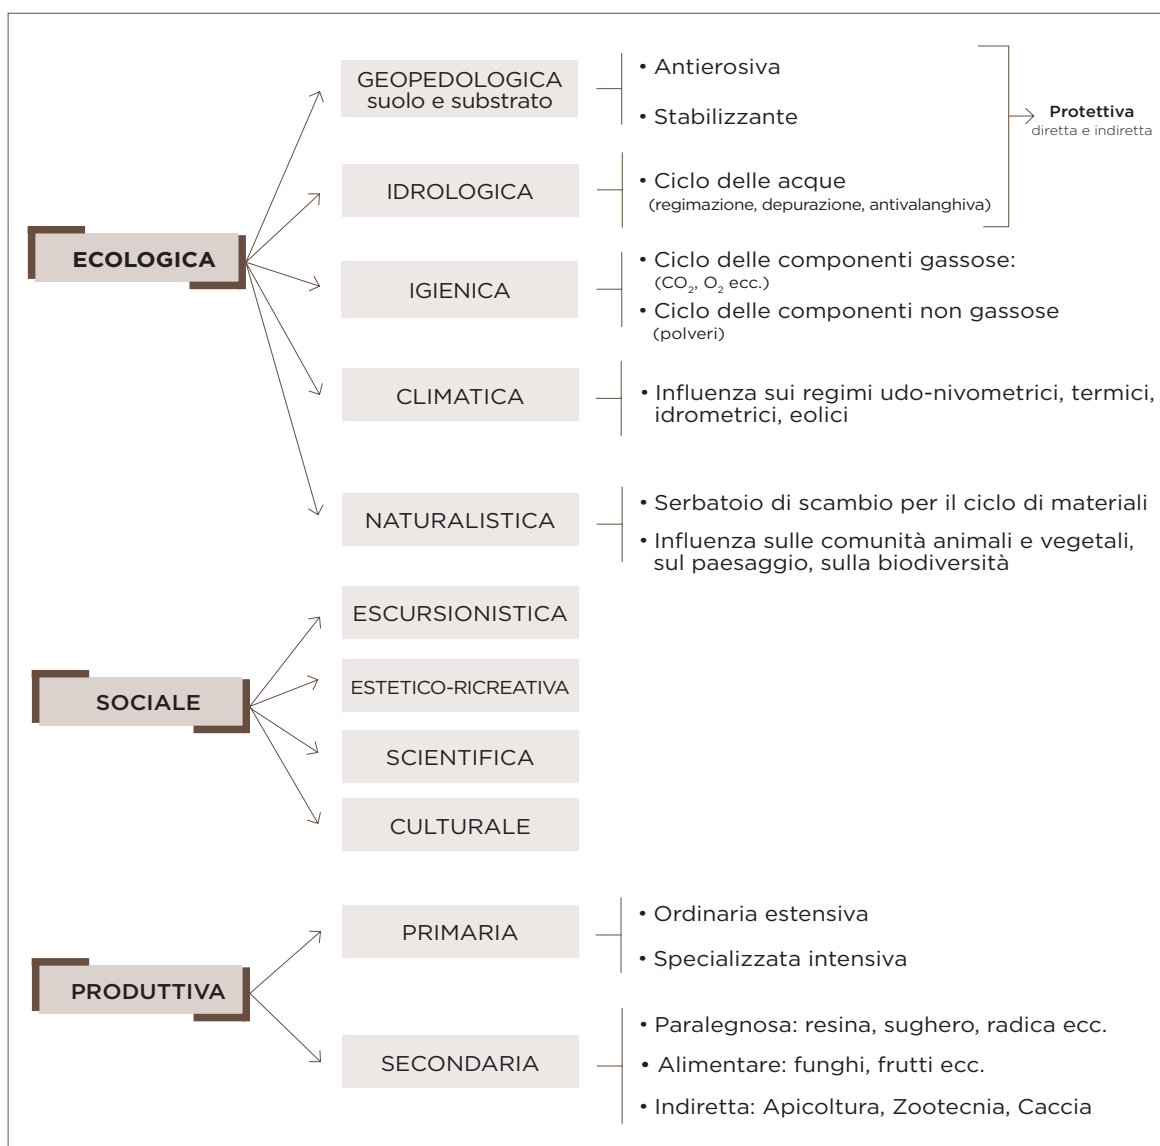 ECOLOGICA
GEOPEDOLOGICA
suolo e substrato
• Antierosiva
• Stabilizzante
Protettiva
diretta e indiretta
IDROLOGICA
• Ciclo delle acque
(regimazione, depurazione, antivalanghiva)
IGIENICA
• Ciclo delle componenti gassose:
(CO₂, O₂ ecc.)
• Ciclo delle componenti non gassose
(polveri)
CLIMATICA
• Influenza sui regimi udo-nivometrici, termici,
idrometrici, eolici
NATURALISTICA
• Serbatoio di scambio per il ciclo di materiali
• Influenza sulle comunità animali e vegetali,
sul paesaggio, sulla biodiversità
SOCIALE
ESCURSIONISTICA
ESTETICO-RICREATIVA
SCIENTIFICA
CULTURALE
PRODUTTIVA
PRIMARIA
• Ordinaria estensiva
• Specializzata intensiva
SECONDARIA
• Paralegnosa: resina, sughero, radica ecc.
• Alimentare: funghi, frutti ecc.
• Indiretta: Apicoltura, Zootecnia, Caccia